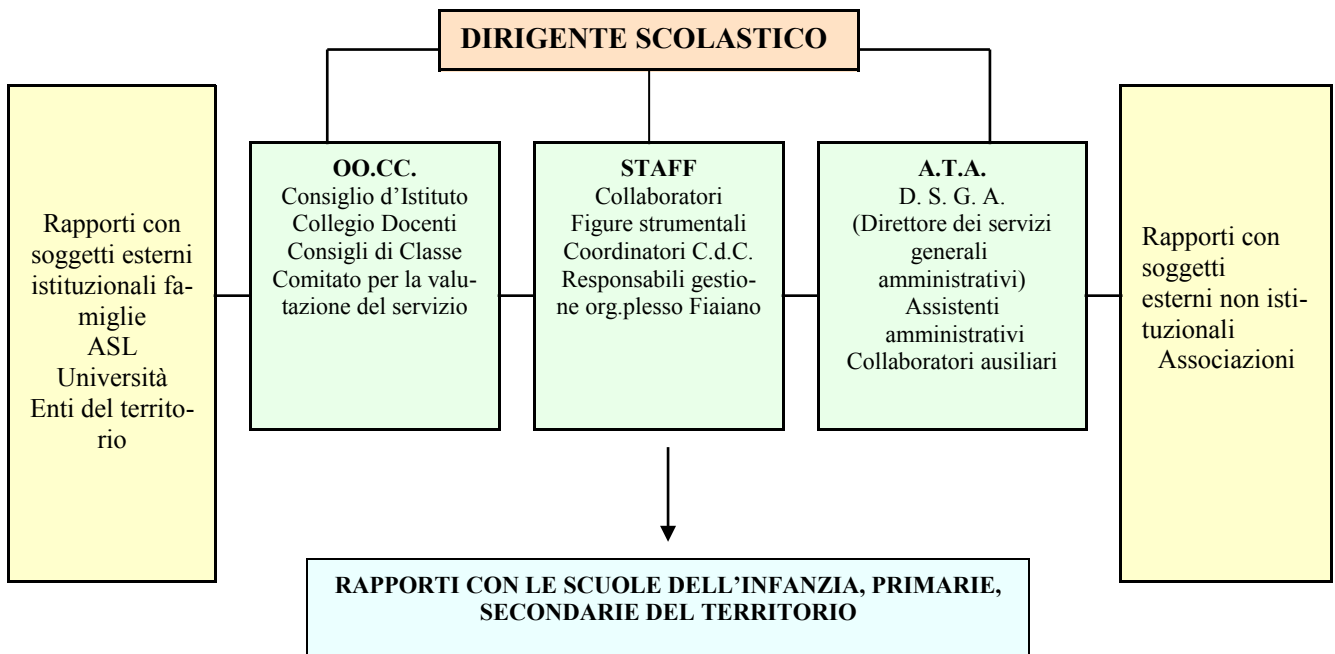 DIRIGENTE SCOLASTICO
Rapporti con
soggetti esterni
istituzionali fa-
miglie
ASL
Università
Enti del territo-
rio
OO.CC.
Consiglio d’Istituto
Collegio Docenti
Consigli di Classe
Comitato per la valu-
tazione del servizio
STAFF
Collaboratori
Figure strumentali
Coordinatori C.d.C.
Responsabili gestio-
ne org.plesso Fiaiano
A.T.A.
D. S. G. A.
(Direttore dei servizi
generali
amministrativi)
Assistenti
amministrativi
Collaboratori ausiliari
Rapporti con
soggetti
esterni non isti-
tuzionali
Associazioni
RAPPORTI CON LE SCUOLE DELL’INFANZIA, PRIMARIE,
SECONDARIE DEL TERRITORIO